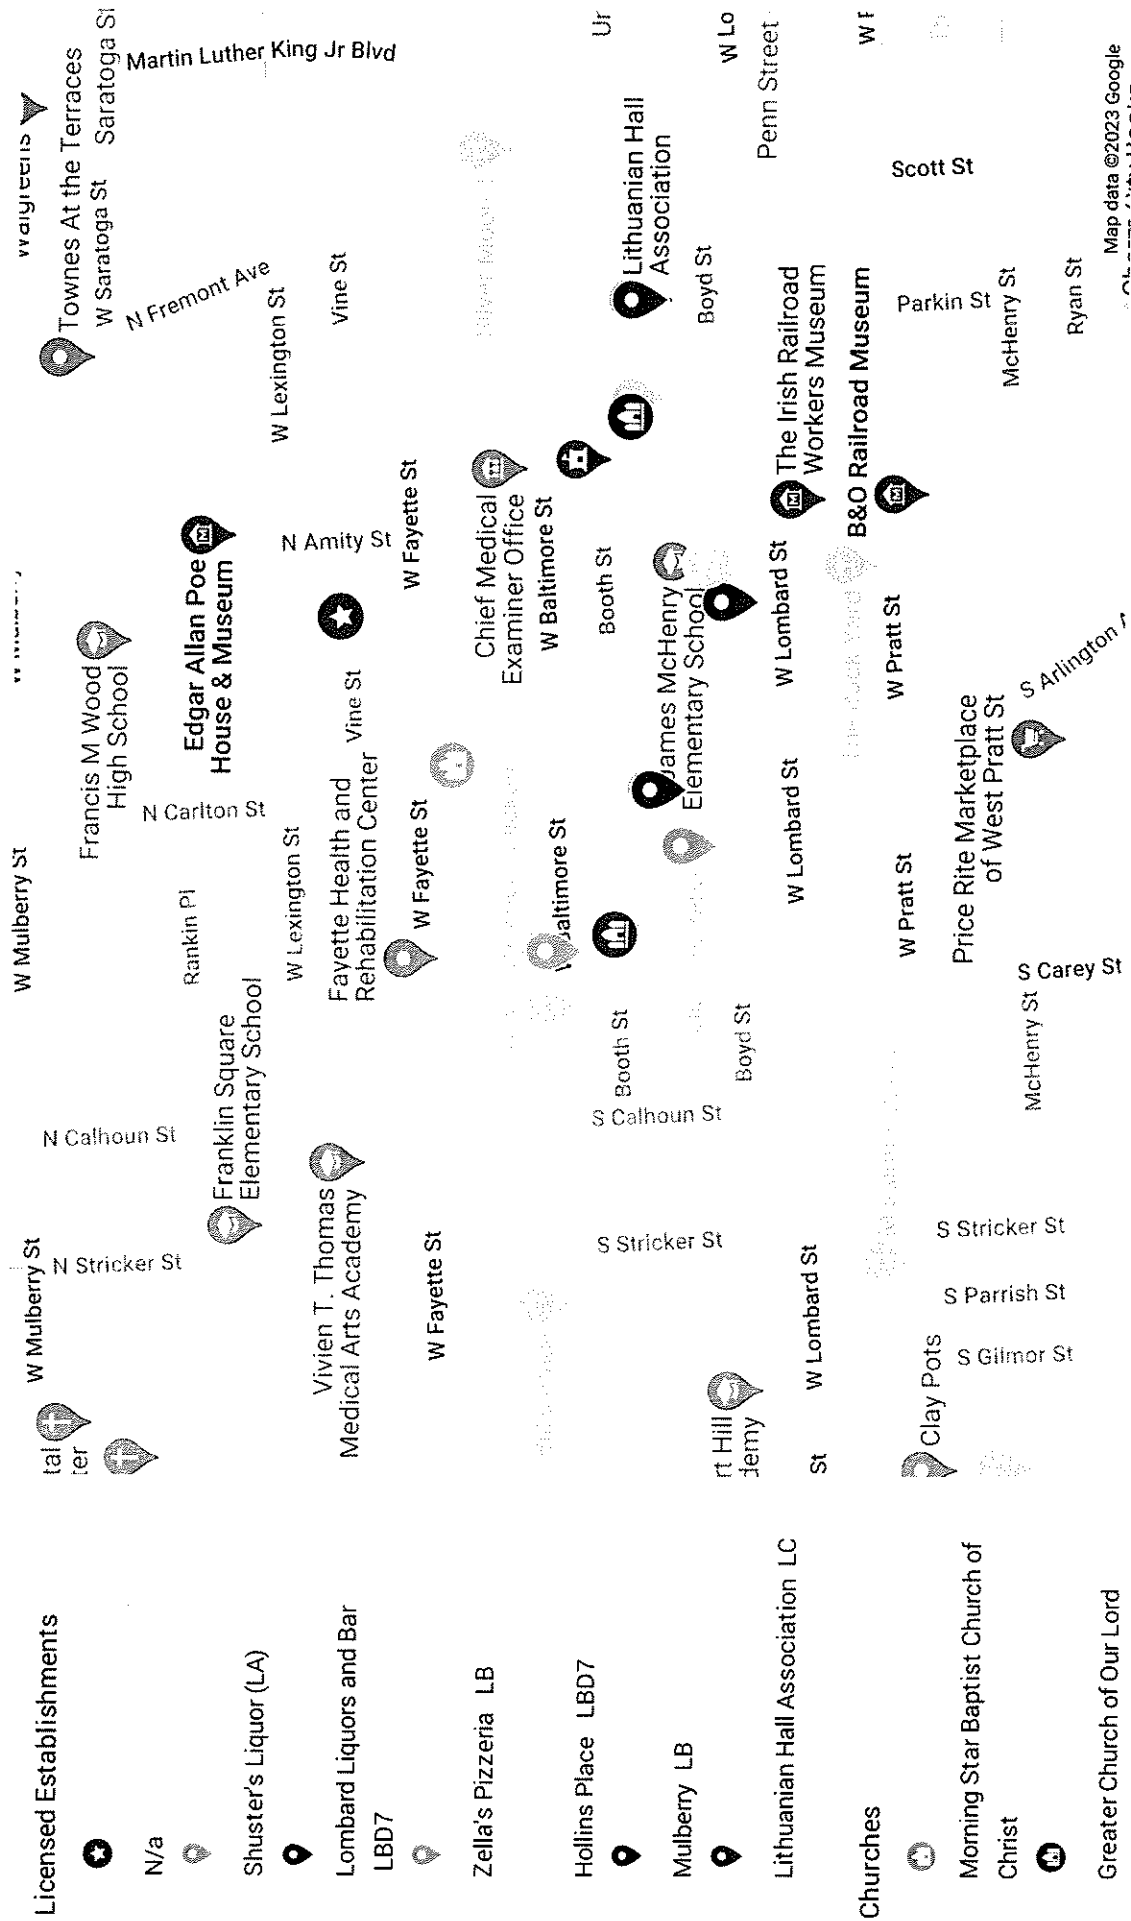 Licensed Establishments
N/a
Shuster's Liquor (LA)
Lombard Liquors and Bar
LBD7
Zella's Pizzeria LB
Hollins Place LBD7
Mulberry LB
Lithuanian Hall Association LC
Churches
Morning Star Baptist Church of
Christ
Greater Church of Our Lord
W Mulberry St
W Mulberry St
Walgreens
Townes At the Terraces
W Saratoga St
Saratoga St
Martin Luther King Jr Blvd
N Fremont Ave
Francis M Wood
High School
N Stricker St
N Calhoun St
N Carlton St
Rankin Pl
Edgar Allan Poe
House & Museum
Franklin Square
Elementary School
W Lexington St
W Lexington St
N Amity St
Vine St
Vine St
Vivien T. Thomas
Medical Arts Academy
Fayette Health and
Rehabilitation Center
W Fayette St
W Fayette St
W Fayette St
Chief Medical
Examiner Office
W Baltimore St
Baltimore St
Booth St
Booth St
S Stricker St
S Calhoun St
Lithuanian Hall
Association
James McHenry
Elementary School
Boyd St
Boyd St
rt Hill
demy
St
W Lombard St
W Lombard St
W Lombard St
W Lo
Penn Street
The Irish Railroad
Workers Museum
B&O Railroad Museum
W Pratt St
W Pratt St
Clay Pots
S Stricker St
S Parrish St
S Gilmor St
Price Rite Marketplace
of West Pratt St
S Carey St
McHenry St
McHenry St
S Arlington
Parkin St
Scott St
Ryan St
Map data ©2023 Google